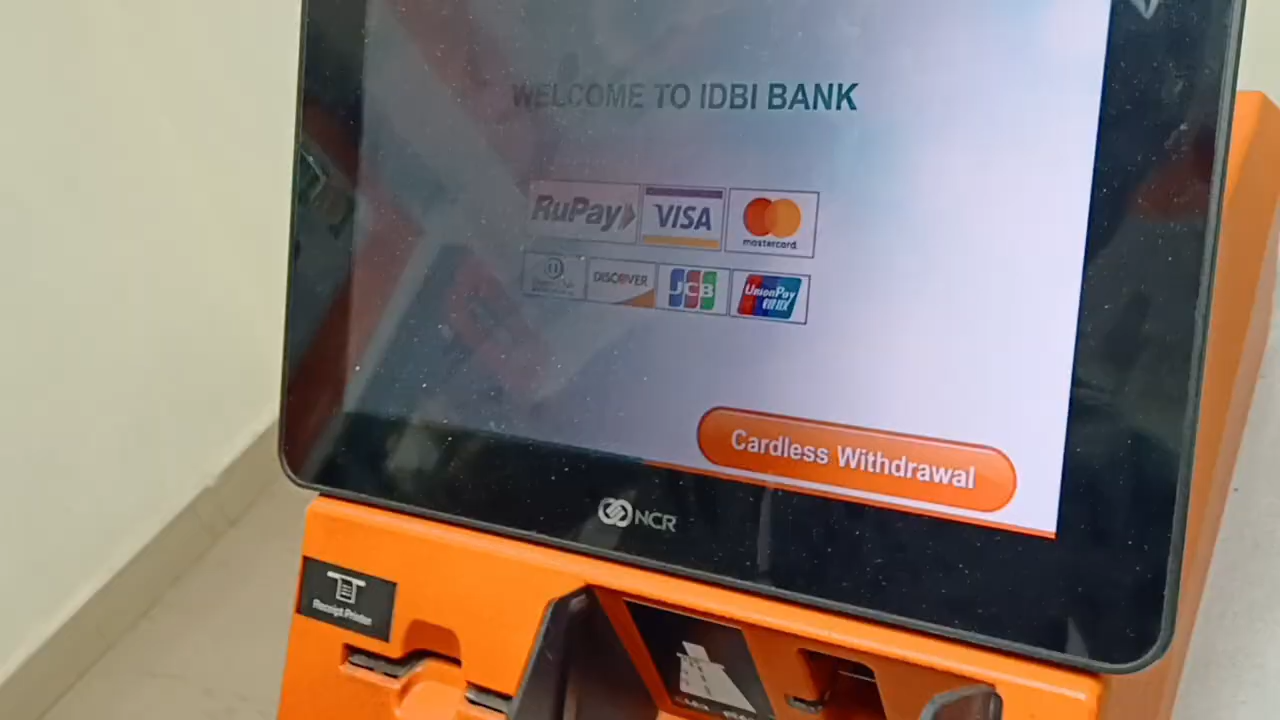 WELCOME TO IDBI BANK
RuPay VISA mastercard
DISCOVER JCB UnionPay 银联
Cardless Withdrawal
NCR
Receipt Printer